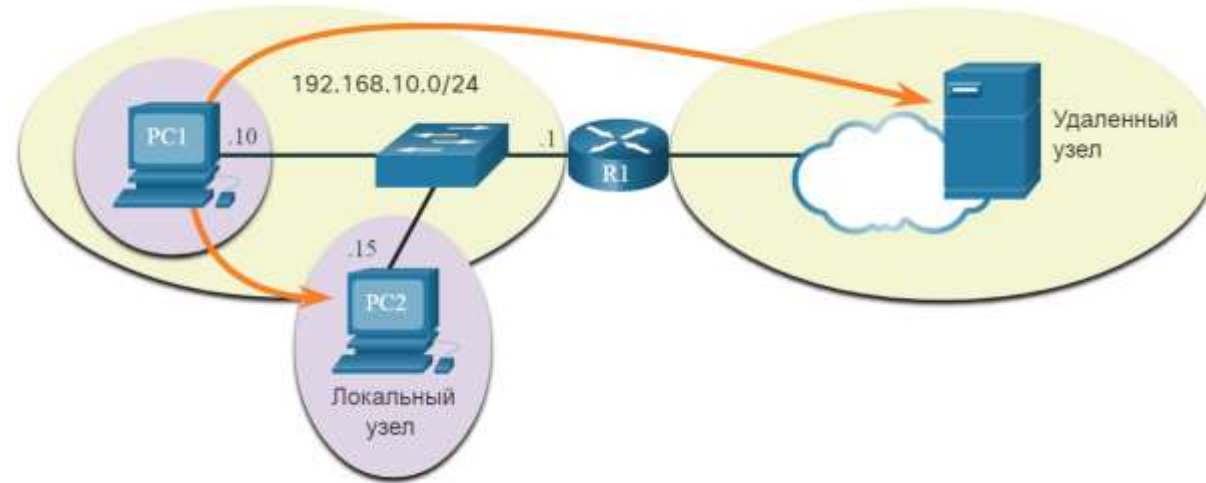 192.168.10.0/24
PC1
.10
.1
R1
Удаленный
узел
.15
PC2
Локальный
узел